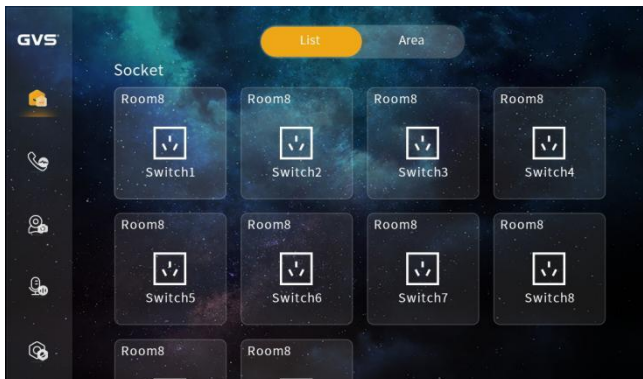 GVS
List Area
Socket
Room8 Room8 Room8 Room8
Switch1 Switch2 Switch3 Switch4
Room8 Room8 Room8 Room8
Switch5 Switch6 Switch7 Switch8
Room8 Room8